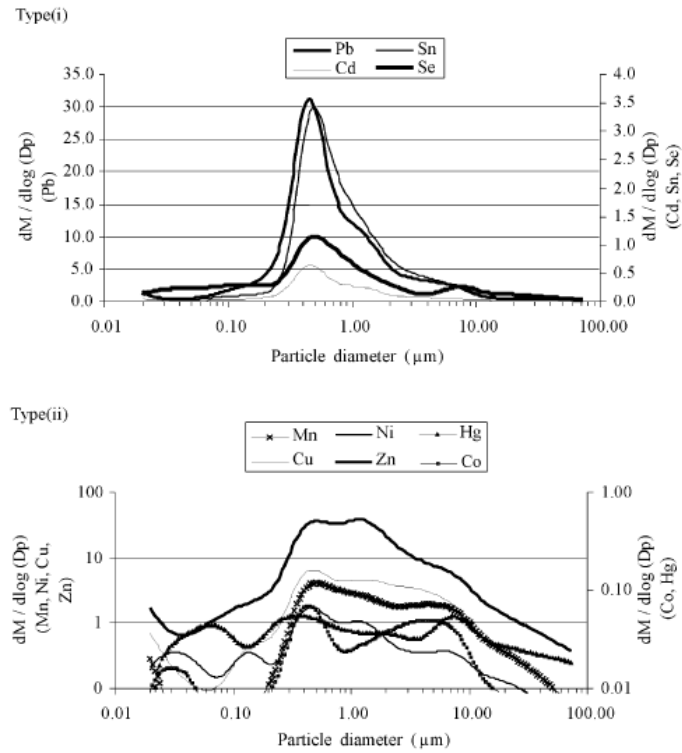 Type(i)
Pb Sn
Cd Se
35.0
30.0
25.0
20.0
15.0
10.0
5.0
0.0
dM / dlog (Dp)
(Pb)
4.0
3.5
3.0
2.5
2.0
1.5
1.0
0.5
0.0
dM / dlog (Dp)
(Cd, Sn, Se)
0.01 0.10 1.00 10.00 100.00
Particle diameter (μm)
Type(ii)
Mn Ni Hg
Cu Zn Co
100
10
1
0
dM / dlog (Dp)
(Mn, Ni, Cu,
Zn)
1.00
0.10
0.01
dM / dlog (Dp)
(Co, Hg)
0.01 0.10 1.00 10.00 100.00
Particle diameter (μm)